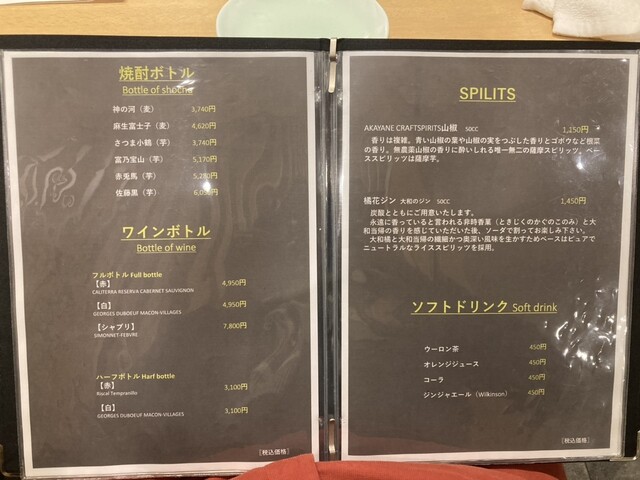 焼酎ボトル
Bottle of shochu
神の河（麦） 3,740円
麻生富士子（麦） 4,620円
さつま小鶴（芋） 3,740円
富乃宝山（芋） 5,170円
赤兎馬（芋） 5,280円
佐藤黒（芋）
ワインボトル
Bottle of wine
フルボトル Full bottle
【赤】 4,950円
CALITERRA RESERVA CABERNET SAUVIGNON
【白】 4,950円
GEORGES DUBOEUF MACON-VILLAGES
【シャブリ】 7,800円
SIMONNET-FEBVRE
ハーフボトル Harf bottle
【赤】 3,100円
Riscal Tempranillo
【白】 3,100円
GEORGES DUBOEUF MACON-VILLAGES
［税込価格］
SPILITS
AKAYANE CRAFTSPIRITS山椒 50CC 1,150円
香りは複雑。青い山椒の葉や山椒の実をつぶした香りとゴボウなど根菜
の香り。無農薬山椒の香りに酔いしれる唯一無二の薩摩スピリッツ。ベー
ススピリッツは薩摩芋。
橘花ジン 大和のジン 50CC 1,450円
炭酸とともにご用意いたします。
永遠に香っていると言われる非時香菓（ときじくのかぐのこのみ）と大
和当帰の香りを感じていただいた後、ソーダで割ってお楽しみ下さい。
大和橘と大和当帰の繊細かつ奥深い風味を生かすためベースはピュアで
ニュートラルなライススピリッツを採用。
ソフトドリンク Soft drink
ウーロン茶 450円
オレンジジュース 450円
コーラ 450円
ジンジャエール（Wilkinson） 450円
［税込価格］